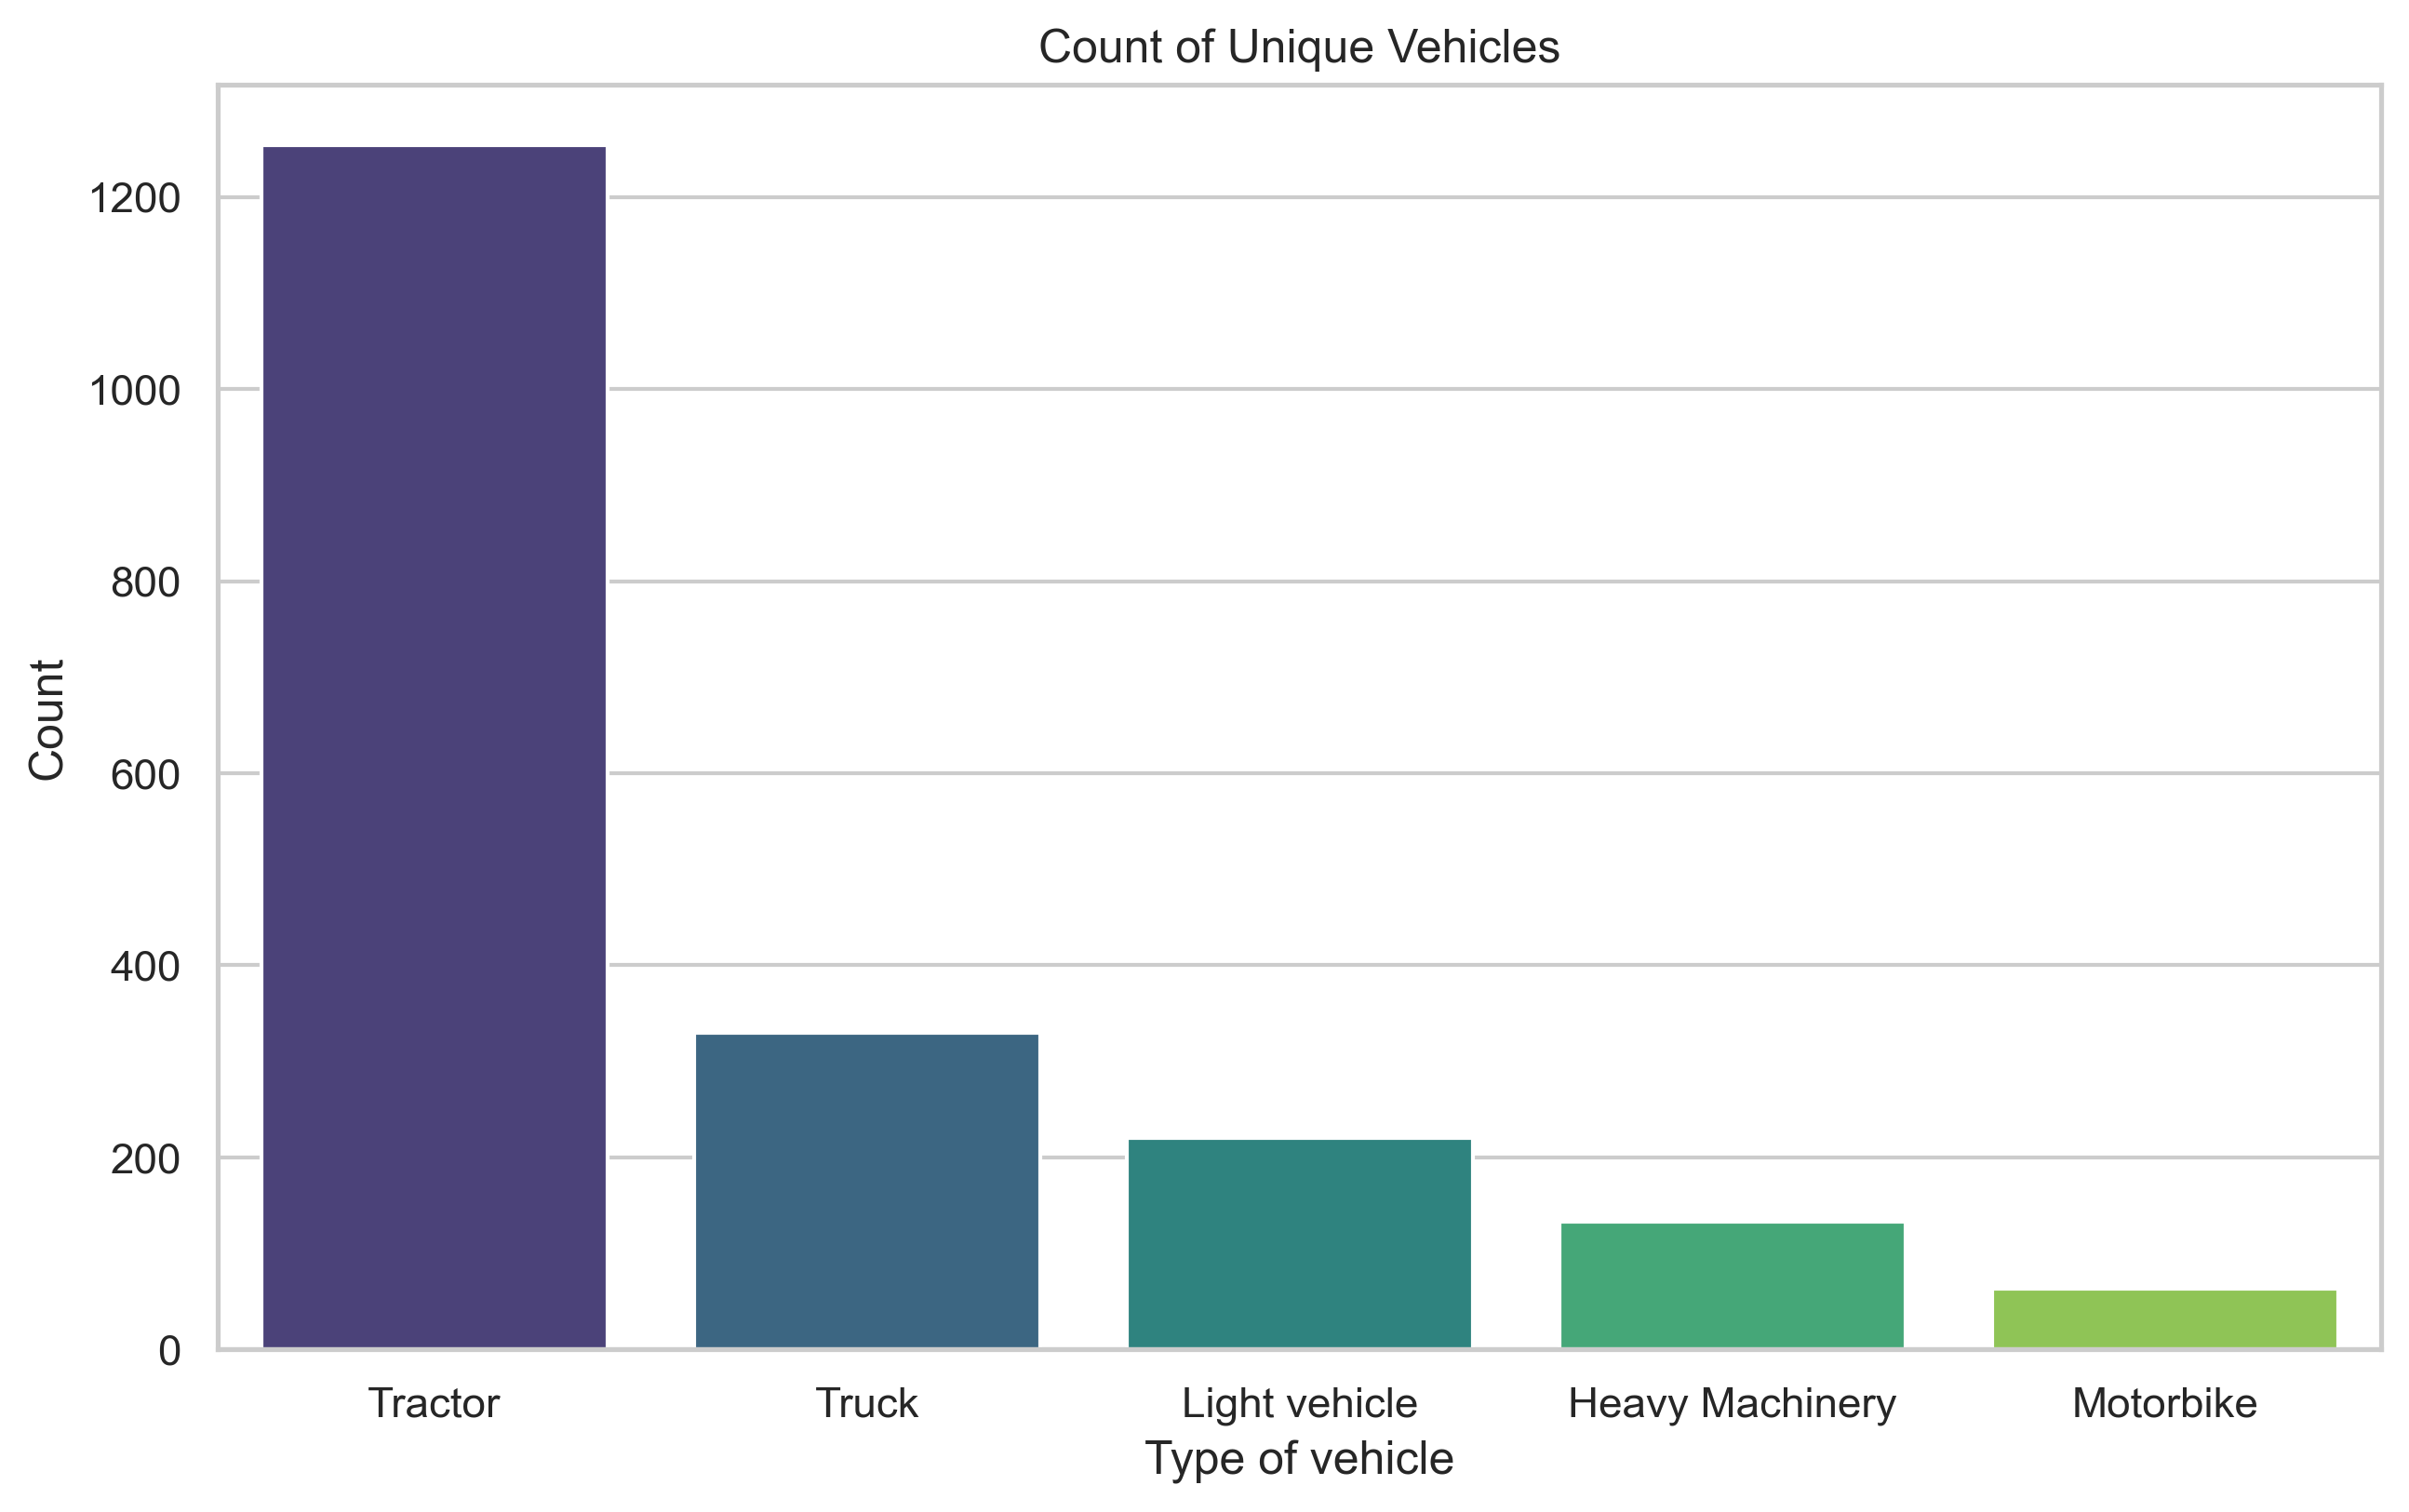 Count of Unique Vehicles
1200
1000
800
600
400
200
0
Count
Tractor
Truck
Light vehicle
Heavy Machinery
Motorbike
Type of vehicle